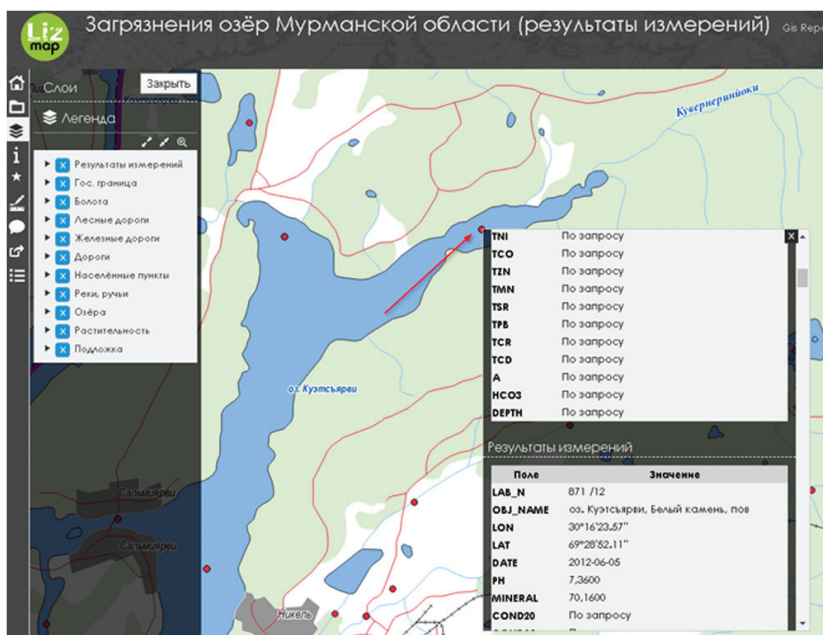 Liz
map
Загрязнения озёр Мурманской области (результаты измерений)
Gis Repo
Слои
Закрыть
Легенда
Результаты измерений
Гос. граница
Болота
Лесные дороги
Железные дороги
Дороги
Населённые пункты
Реки, ручьи
Озёра
Растительность
Подложка
Кувернеринйоки
оз. Куэтсъярви
Сальмиярви
Сальмиярви
Никель
X
TNI По запросу
TCO По запросу
TZN По запросу
TMN По запросу
TSR По запросу
TPB По запросу
TCR По запросу
TCD По запросу
A По запросу
HCO3 По запросу
DEPTH По запросу
Результаты измерений
Поле Значение
LAB_N 871 /12
OBJ_NAME оз. Куэтсъярви, Белый камень, пов
LON 30°16'23.57"
LAT 69°28'52.11"
DATE 2012-06-05
PH 7,3600
MINERAL 70,1600
COND20 По запросу